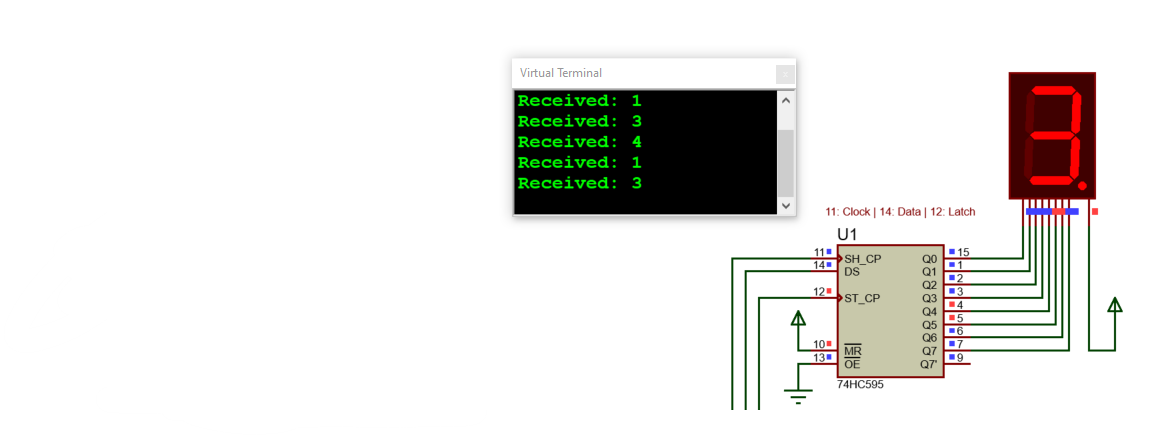 Virtual Terminal
Received: 1
Received: 3
Received: 4
Received: 1
Received: 3
3.
11: Clock | 14: Data | 12: Latch
U1
11 SH_CP Q0 15
14 DS Q1 1
Q2 2
12 ST_CP Q3 3
Q4 4
Q5 5
Q6 6
10 MR Q7 7
13 OE Q7' 9
74HC595